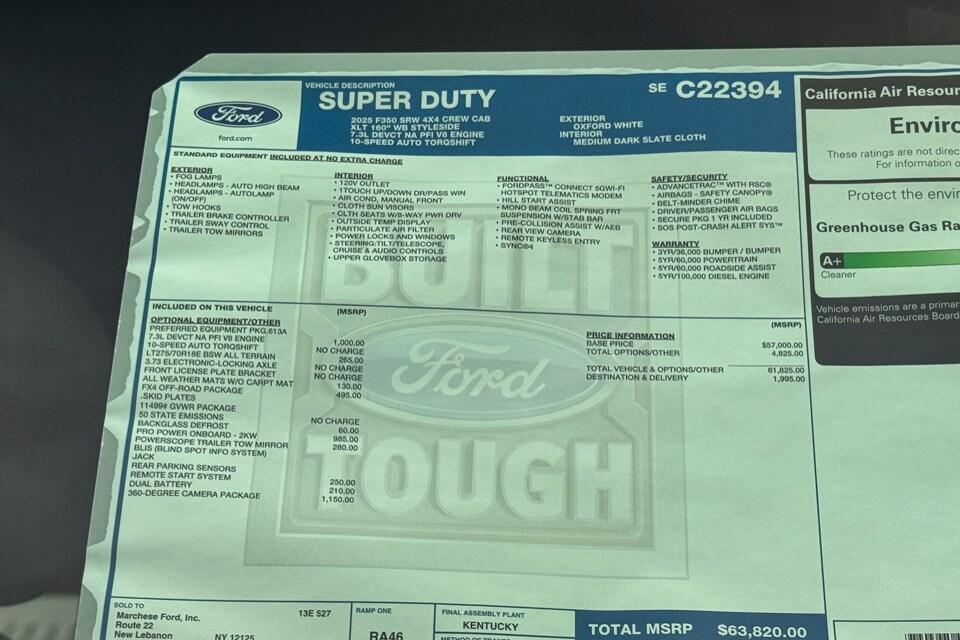 Ford
ford.com
VEHICLE DESCRIPTION
SUPER DUTY
2025 F350 SRW 4X4 CREW CAB
XLT 160" WB STYLESIDE
7.3L DEVCT NA PFI V8 ENGINE
10-SPEED AUTO TORQSHIFT
EXTERIOR
OXFORD WHITE
INTERIOR
MEDIUM DARK SLATE CLOTH
SE C22394
STANDARD EQUIPMENT INCLUDED AT NO EXTRA CHARGE
EXTERIOR
• FOG LAMPS
• HEADLAMPS - AUTO HIGH BEAM
• HEADLAMPS - AUTOLAMP
(ON/OFF)
• TOW HOOKS
• TRAILER BRAKE CONTROLLER
• TRAILER SWAY CONTROL
• TRAILER TOW MIRRORS
INTERIOR
• 120V OUTLET
• 1TOUCH UP/DOWN DR/PASS WIN
• AIR COND, MANUAL FRONT
• CLOTH SUN VISORS
• CLTH SEATS W/8-WAY PWR DRV
• OUTSIDE TEMP DISPLAY
• PARTICULATE AIR FILTER
• POWER LOCKS AND WINDOWS
• STEERING:TILT/TELESCOPE,
CRUISE & AUDIO CONTROLS
• UPPER GLOVEBOX STORAGE
FUNCTIONAL
• FORDPASS™ CONNECT 5GWI-FI
HOTSPOT TELEMATICS MODEM
• HILL START ASSIST
• MONO BEAM COIL SPRING FRT
SUSPENSION W/STAB BAR
• PRE-COLLISION ASSIST W/AEB
• REAR VIEW CAMERA
• REMOTE KEYLESS ENTRY
• SYNC®4
SAFETY/SECURITY
• ADVANCETRAC™ WITH RSC®
• AIRBAGS - SAFETY CANOPY®
• BELT-MINDER CHIME
• DRIVER/PASSENGER AIR BAGS
• SECURE PKG 1 YR INCLUDED
• SOS POST-CRASH ALERT SYS™
WARRANTY
• 3YR/36,000 BUMPER / BUMPER
• 5YR/60,000 POWERTRAIN
• 5YR/60,000 ROADSIDE ASSIST
• 5YR/100,000 DIESEL ENGINE
INCLUDED ON THIS VEHICLE
(MSRP)
OPTIONAL EQUIPMENT/OTHER
PREFERRED EQUIPMENT PKG.613A
7.3L DEVCT NA PFI V8 ENGINE 1,000.00
10-SPEED AUTO TORQSHIFT NO CHARGE
LT275/70R18E BSW ALL TERRAIN 265.00
3.73 ELECTRONIC-LOCKING AXLE NO CHARGE
FRONT LICENSE PLATE BRACKET NO CHARGE
ALL WEATHER MATS W/O CARPT MAT 130.00
FX4 OFF-ROAD PACKAGE 495.00
.SKID PLATES
11499# GVWR PACKAGE
50 STATE EMISSIONS NO CHARGE
BACKGLASS DEFROST 60.00
PRO POWER ONBOARD - 2KW 985.00
POWERSCOPE TRAILER TOW MIRROR 280.00
BLIS (BLIND SPOT INFO SYSTEM)
JACK
REAR PARKING SENSORS
REMOTE START SYSTEM 250.00
DUAL BATTERY 210.00
360-DEGREE CAMERA PACKAGE 1,150.00
(MSRP)
PRICE INFORMATION
BASE PRICE $57,000.00
TOTAL OPTIONS/OTHER 4,825.00
TOTAL VEHICLE & OPTIONS/OTHER 61,825.00
DESTINATION & DELIVERY 1,995.00
BUILT
Ford
TOUGH
SOLD TO
Marchese Ford, Inc.
Route 22
New Lebanon NY 12125
13E 527
RAMP ONE
RA46
FINAL ASSEMBLY PLANT
KENTUCKY
TOTAL MSRP $63,820.00
California Air Resour
Enviro
These ratings are not direc
For information o
Protect the envir
Greenhouse Gas Ra
A+
Cleaner
Vehicle emissions are a primar
California Air Resources Board